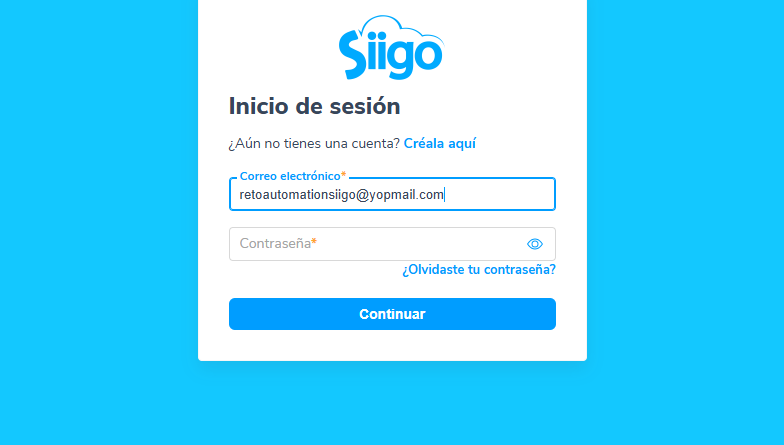 Siigo
Inicio de sesión
¿Aún no tienes una cuenta? Créala aquí
Correo electrónico*
retoautomationsiigo@yopmail.com
Contraseña*
¿Olvidaste tu contraseña?
Continuar